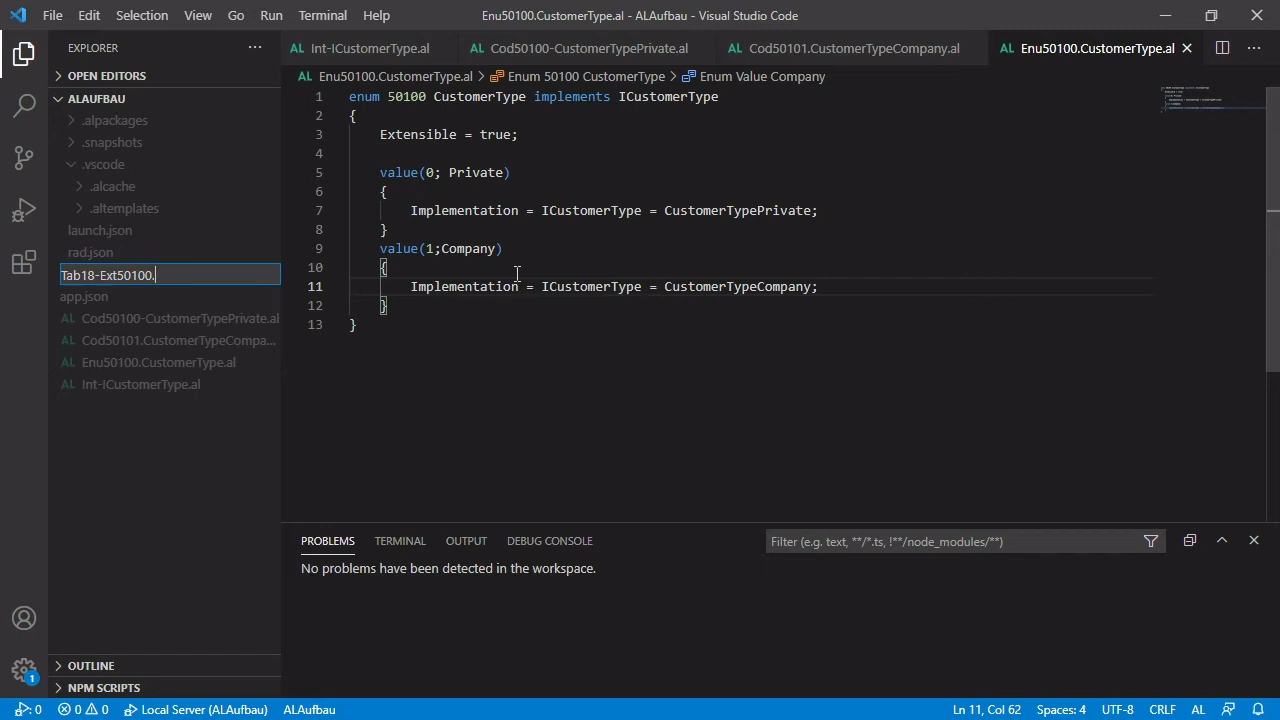 File Edit Selection View Go Run Terminal Help Enu50100.CustomerType.al - ALAufbau - Visual Studio Code
EXPLORER
AL Int-ICustomerType.al AL Cod50100-CustomerTypePrivate.al AL Cod50101.CustomerTypeCompany.al AL Enu50100.CustomerType.al
OPEN EDITORS
ALAUFBAU
.alpackages
.snapshots
.vscode
.alcache
.altemplates
launch.json
rad.json
Tab18-Ext50100.
app.json
AL Cod50100-CustomerTypePrivate.al
AL Cod50101.CustomerTypeCompa...
AL Enu50100.CustomerType.al
AL Int-ICustomerType.al
OUTLINE
NPM SCRIPTS
AL Enu50100.CustomerType.al > Enum 50100 CustomerType > Enum Value Company
1 enum 50100 CustomerType implements ICustomerType
2 {
3 Extensible = true;
4
5 value(0; Private)
6 {
7 Implementation = ICustomerType = CustomerTypePrivate;
8 }
9 value(1;Company)
10 {
11 Implementation = ICustomerType = CustomerTypeCompany;
12 }
13 }
PROBLEMS TERMINAL OUTPUT DEBUG CONSOLE Filter (e.g. text, **/*.ts, !**/node_modules/**)
No problems have been detected in the workspace.
1
0 0 0 Local Server (ALAufbau) ALAufbau Ln 11, Col 62 Spaces: 4 UTF-8 CRLF AL